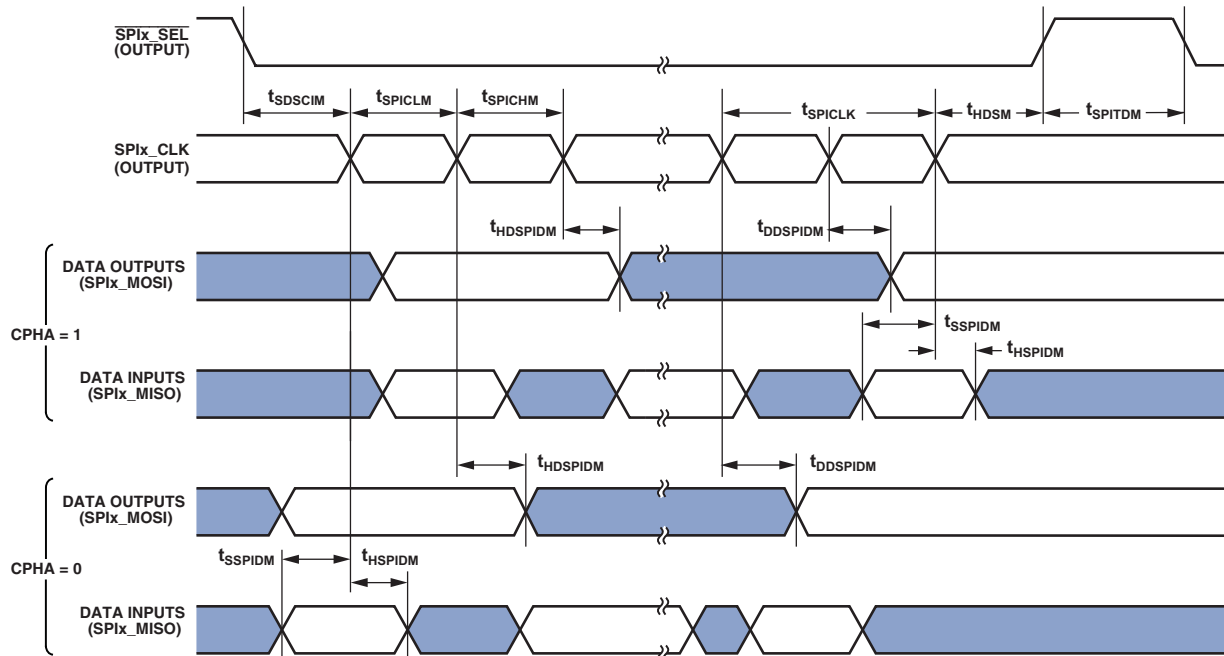 SPIx_SEL
(OUTPUT)
tSDSCIM
tSPICLM
tSPICHM
tSPICLK
tHDSM
tSPITDM
SPIx_CLK
(OUTPUT)
tHDSPIDM
tDDSPIDM
DATA OUTPUTS
(SPIx_MOSI)
CPHA = 1
tSSPIDM
tHSPIDM
DATA INPUTS
(SPIx_MISO)
tHDSPIDM
tDDSPIDM
DATA OUTPUTS
(SPIx_MOSI)
CPHA = 0
tSSPIDM
tHSPIDM
DATA INPUTS
(SPIx_MISO)